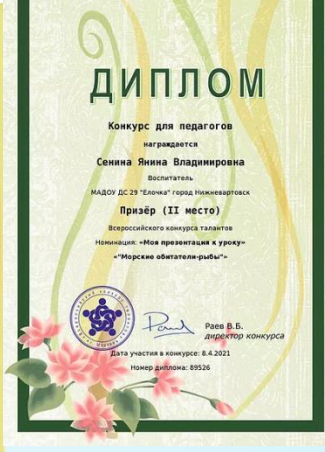 ДИПЛОМ
Конкурс для педагогов
награждается
Сенина Янина Владимировна
Воспитатель
МАДОУ ДС 29 "Елочка" город Нижневартовск
Призёр (II место)
Всероссийского конкурса талантов
Номинация: «Моя презентация к уроку»
«"Морские обитатели-рыбы"»
Раев В.Б.
директор конкурса
Дата участия в конкурсе: 8.4.2021
Номер диплома: 89526